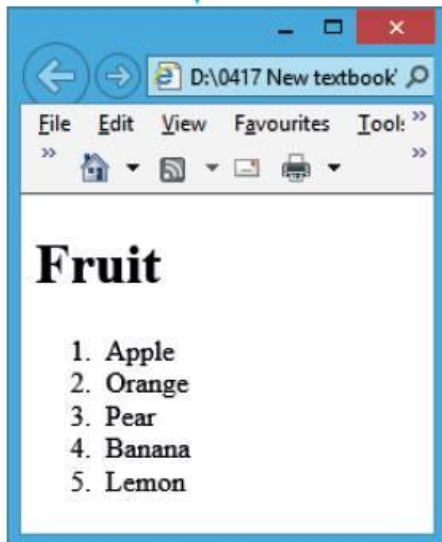 D:\0417 New textbook'
File Edit View Favourites Tools »
» »
Fruit
1. Apple
2. Orange
3. Pear
4. Banana
5. Lemon